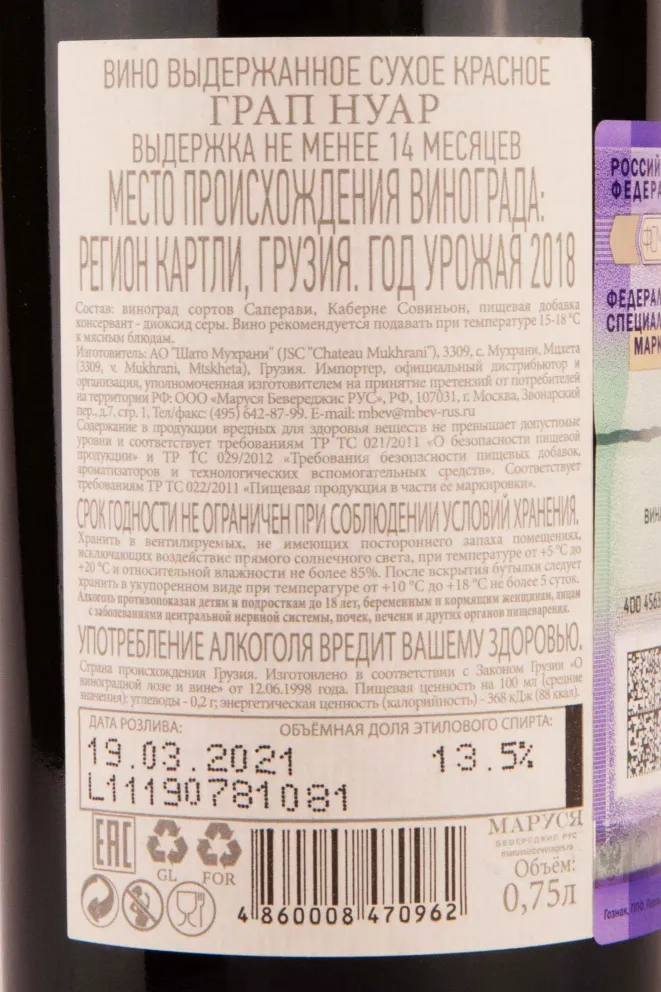 ВИНО ВЫДЕРЖАННОЕ СУХОЕ КРАСНОЕ
ГРАП НУАР
ВЫДЕРЖКА НЕ МЕНЕЕ 14 МЕСЯЦЕВ
МЕСТО ПРОИСХОЖДЕНИЯ ВИНОГРАДА:
РЕГИОН КАРТЛИ, ГРУЗИЯ. ГОД УРОЖАЯ 2018
Состав: виноград сортов Саперави, Каберне Совиньон, пищевая добавка
консервант - диоксид серы. Вино рекомендуется подавать при температуре 15-18 °С
к мясным блюдам.
Изготовитель: АО "Шато Мухрани" (JSC "Chateau Mukhrani"), 3309, с. Мухрани, Мцхета
(3309, v. Mukhrani, Mtskheta), Грузия. Импортер, официальный дистрибьютор и
организация, уполномоченная изготовителем на принятие претензий от потребителей
на территории РФ: ООО «Маруся Бевереджис РУС», РФ, 107031, г. Москва, Звонарский
пер., д.7, стр. 1, Тел/факс: (495) 642-87-99. E-mail: mbev@mbev-rus.ru
Содержание в продукции вредных для здоровья веществ не превышает допустимые
уровни и соответствует требованиям ТР ТС 021/2011 «О безопасности пищевой
продукции» и ТР ТС 029/2012 «Требования безопасности пищевых добавок,
ароматизаторов и технологических вспомогательных средств». Соответствует
требованиям ТР ТС 022/2011 «Пищевая продукция в части ее маркировки».
СРОК ГОДНОСТИ НЕ ОГРАНИЧЕН ПРИ СОБЛЮДЕНИИ УСЛОВИЙ ХРАНЕНИЯ.
Хранить в вентилируемых, не имеющих постороннего запаха помещениях,
исключающих воздействие прямого солнечного света, при температуре от +5 °С до
+20 °С и относительной влажности не более 85%. После вскрытия бутылки следует
хранить в укупоренном виде при температуре от +10 °С до +18 °С не более 5 суток.
Алкоголь противопоказан детям и подросткам до 18 лет, беременным и кормящим женщинам, лицам
с заболеваниями центральной нервной системы, почек, печени и других органов пищеварения.
УПОТРЕБЛЕНИЕ АЛКОГОЛЯ ВРЕДИТ ВАШЕМУ ЗДОРОВЬЮ.
Страна происхождения Грузия. Изготовлено в соответствии с Законом Грузии «О
виноградной лозе и вине» от 12.06.1998 года. Пищевая ценность на 100 мл (средние
значения): углеводы - 0,2 г; энергетическая ценность (калорийность) - 368 кДж (88 ккал).
ДАТА РОЗЛИВА: ОБЪЁМНАЯ ДОЛЯ ЭТИЛОВОГО СПИРТА:
19.03.2021 13.5%
L11190781081
EAC
GL FOR
4 860008 470962
МАРУСЯ
БЕВЕРЕДЖИС РУС
Объём:
0,75л
РОССИЙ
ФЕДЕРА
ФСМ
ФЕДЕРАЛ
СПЕЦИАЛ
МАРК
ВИНА
400 4563